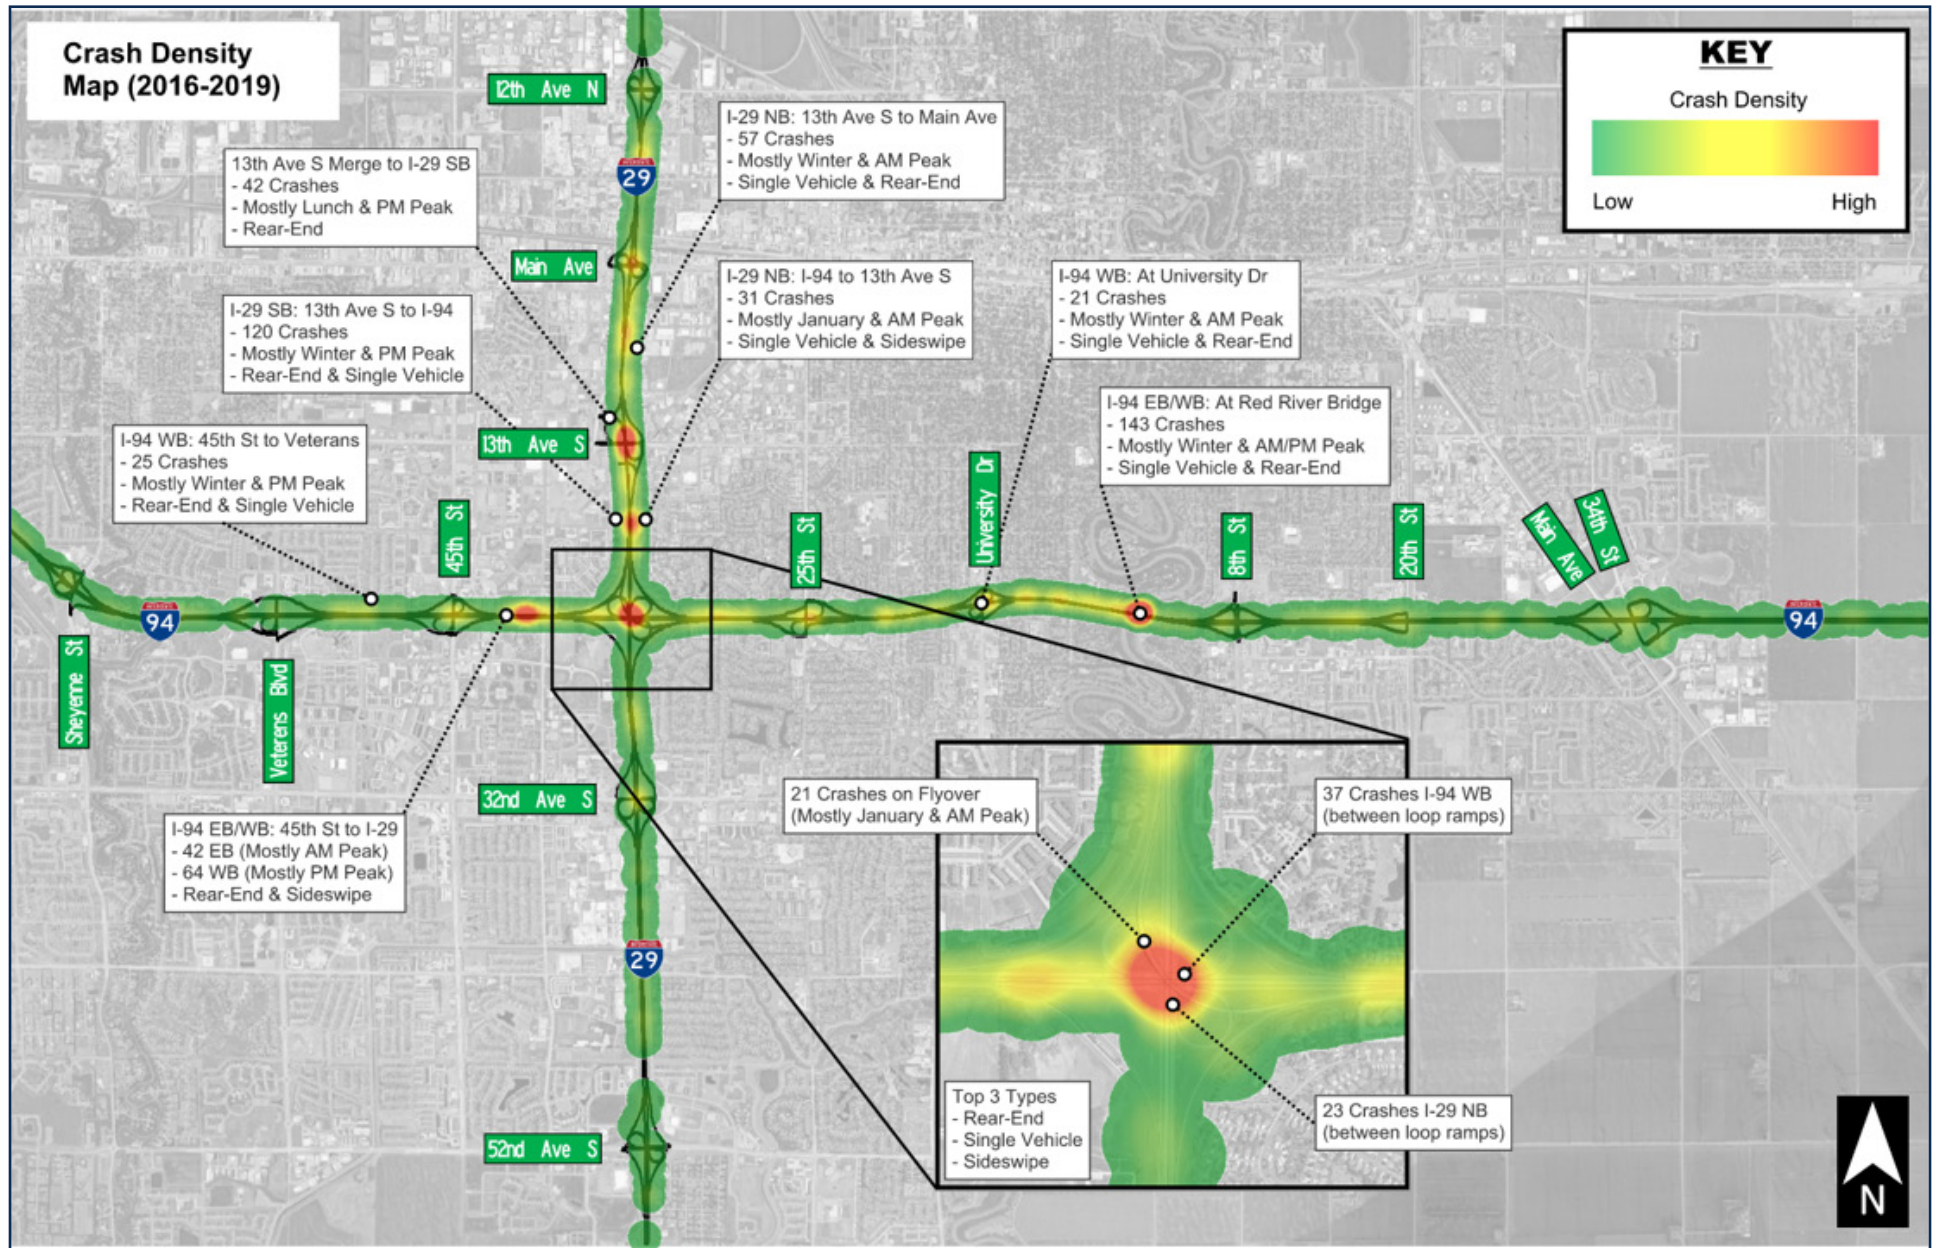 Crash Density
Map (2016-2019)
KEY
Crash Density
Low
High
12th Ave N
29
I-29 NB: 13th Ave S to Main Ave
- 57 Crashes
- Mostly Winter & AM Peak
- Single Vehicle & Rear-End
13th Ave S Merge to I-29 SB
- 42 Crashes
- Mostly Lunch & PM Peak
- Rear-End
Main Ave
I-29 NB: I-94 to 13th Ave S
- 31 Crashes
- Mostly January & AM Peak
- Single Vehicle & Sideswipe
I-94 WB: At University Dr
- 21 Crashes
- Mostly Winter & AM Peak
- Single Vehicle & Rear-End
I-29 SB: 13th Ave S to I-94
- 120 Crashes
- Mostly Winter & PM Peak
- Rear-End & Single Vehicle
I-94 EB/WB: At Red River Bridge
- 143 Crashes
- Mostly Winter & AM/PM Peak
- Single Vehicle & Rear-End
I-94 WB: 45th St to Veterans
- 25 Crashes
- Mostly Winter & PM Peak
- Rear-End & Single Vehicle
13th Ave S
45th St
25th St
University Dr
8th St
20th St
Main Ave
34th St
94
94
Sheyenne St
Veterens Blvd
32nd Ave S
I-94 EB/WB: 45th St to I-29
- 42 EB (Mostly AM Peak)
- 64 WB (Mostly PM Peak)
- Rear-End & Sideswipe
21 Crashes on Flyover
(Mostly January & AM Peak)
37 Crashes I-94 WB
(between loop ramps)
29
Top 3 Types
- Rear-End
- Single Vehicle
- Sideswipe
23 Crashes I-29 NB
(between loop ramps)
52nd Ave S
N